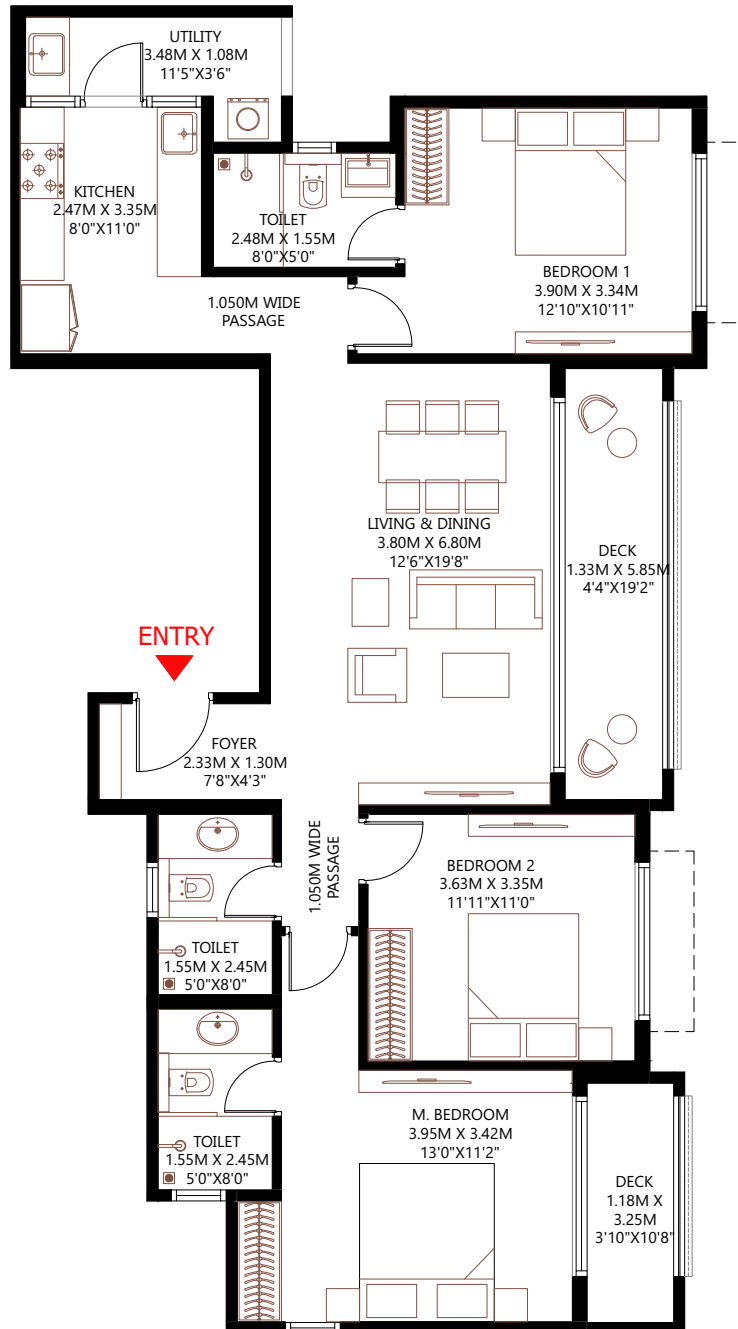 UTILITY
3.48M X 1.08M
11'5"X3'6"
KITCHEN
2.47M X 3.35M
8'0"X11'0"
TOILET
2.48M X 1.55M
8'0"X5'0"
BEDROOM 1
3.90M X 3.34M
12'10"X10'11"
1.050M WIDE
PASSAGE
LIVING & DINING
3.80M X 6.80M
12'6"X19'8"
DECK
1.33M X 5.85M
4'4"X19'2"
ENTRY
FOYER
2.33M X 1.30M
7'8"X4'3"
1.050M WIDE
PASSAGE
BEDROOM 2
3.63M X 3.35M
11'11"X11'0"
TOILET
1.55M X 2.45M
5'0"X8'0"
M. BEDROOM
3.95M X 3.42M
13'0"X11'2"
TOILET
1.55M X 2.45M
5'0"X8'0"
DECK
1.18M X
3.25M
3'10"X10'8"